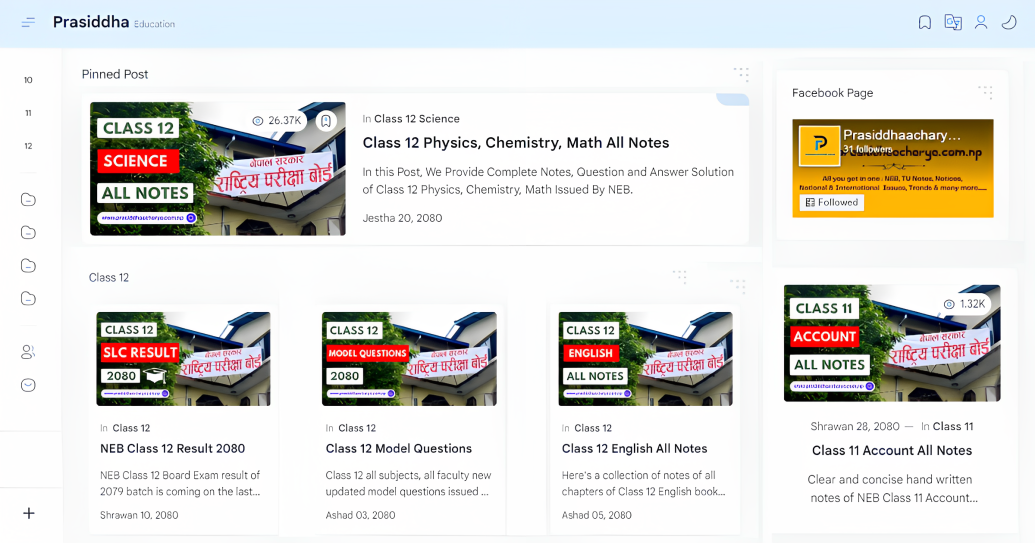 Prasiddha Education
10
11
12
Pinned Post
CLASS 12
SCIENCE
ALL NOTES
www.prasiddhaacharya.com.np
26.37K
नेपाल सरकार
राष्ट्रिय परीक्षा बोर्ड
In Class 12 Science
Class 12 Physics, Chemistry, Math All Notes
In this Post, We Provide Complete Notes, Question and Answer Solution
of Class 12 Physics, Chemistry, Math Issued By NEB.
Jestha 20, 2080
Facebook Page
Prasiddhaachary...
31 followers
All you get in one : NEB, TU Notes, Notices,
National & International Issues, Trends & many more......
Followed
Class 12
CLASS 12
SLC RESULT
2080
नेपाल सरकार
राष्ट्रिय परीक्षा बोर्ड
In Class 12
NEB Class 12 Result 2080
NEB Class 12 Board Exam result of
2079 batch is coming on the last...
Shrawan 10, 2080
CLASS 12
MODEL QUESTIONS
2080
नेपाल सरकार
राष्ट्रिय परीक्षा बोर्ड
In Class 12
Class 12 Model Questions
Class 12 all subjects, all faculty new
updated model questions issued ...
Ashad 03, 2080
CLASS 12
ENGLISH
ALL NOTES
नेपाल सरकार
राष्ट्रिय परीक्षा बोर्ड
In Class 12
Class 12 English All Notes
Here's a collection of notes of all
chapters of Class 12 English book...
Ashad 05, 2080
CLASS 11
ACCOUNT
ALL NOTES
1.32K
नेपाल सरकार
राष्ट्रिय परीक्षा बोर्ड
Shrawan 28, 2080 — In Class 11
Class 11 Account All Notes
Clear and concise hand written
notes of NEB Class 11 Account...